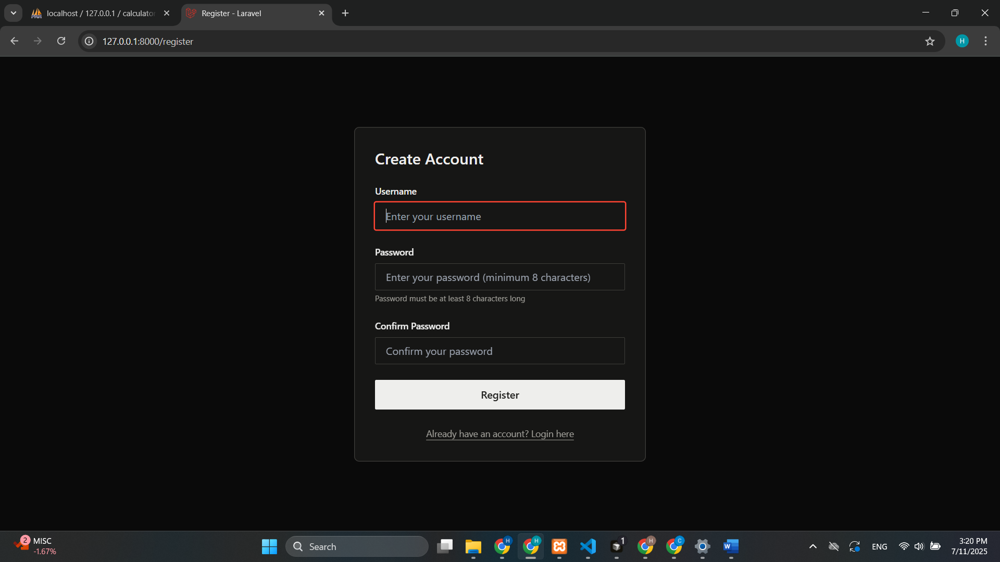 localhost / 127.0.0.1 / calculator
Register - Laravel
127.0.0.1:8000/register
H
Create Account
Username
Enter your username
Password
Enter your password (minimum 8 characters)
Password must be at least 8 characters long
Confirm Password
Confirm your password
Register
Already have an account? Login here
2
MISC
-1.67%
Search
H
H
1
H
C
W
ENG
3:20 PM
7/11/2025